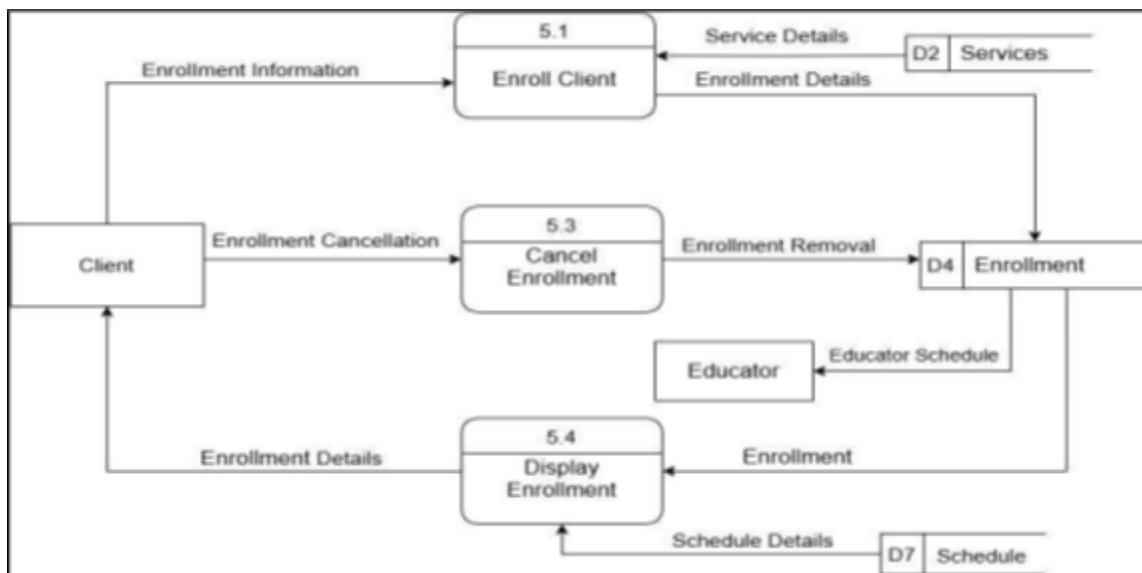 5.1
Service Details
D2 Services
Enrollment Information
Enroll Client
Enrollment Details
5.3
Enrollment Cancellation
Enrollment Removal
Client
Cancel
Enrollment
D4 Enrollment
Educator Schedule
Educator
5.4
Enrollment Details
Display
Enrollment
Enrollment
Schedule Details
D7 Schedule